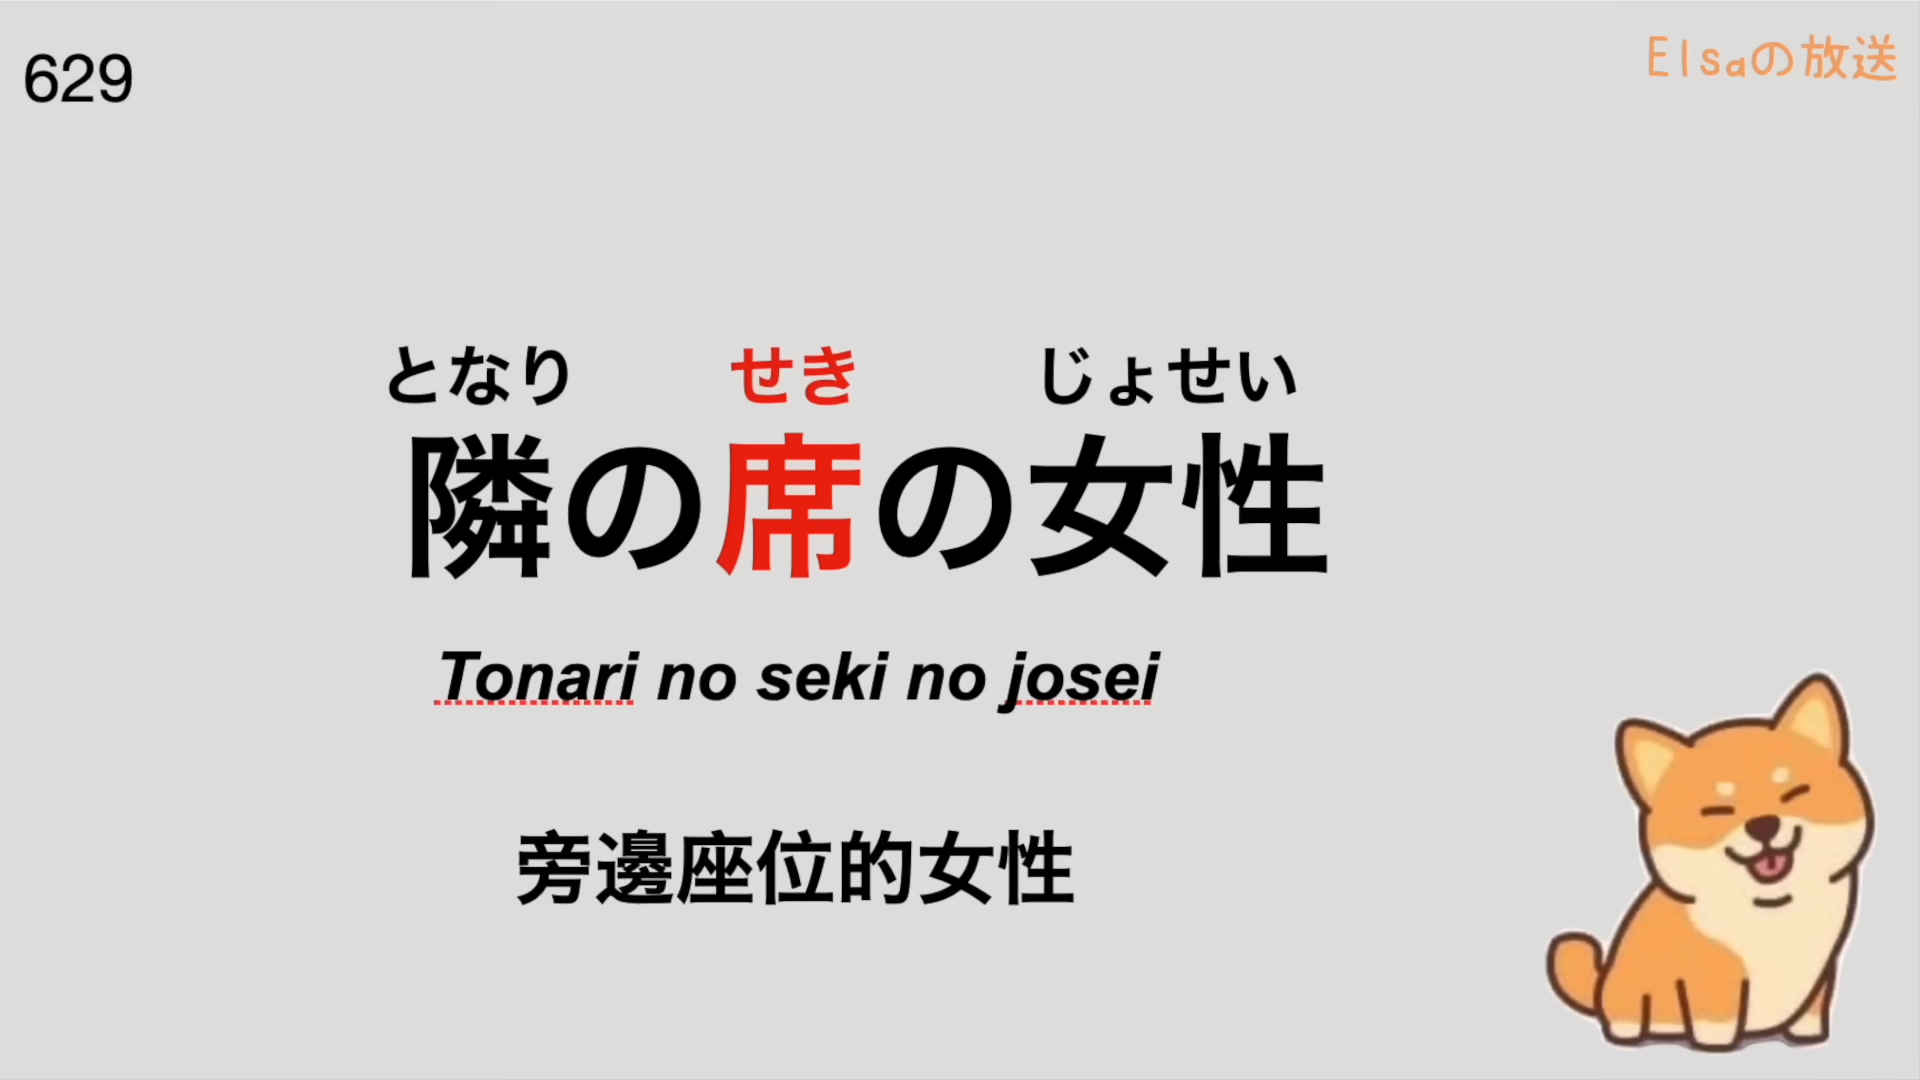 629
Elsaの放送
となり せき じょせい
隣の席の女性
Tonari no seki no josei
旁邊座位的女性